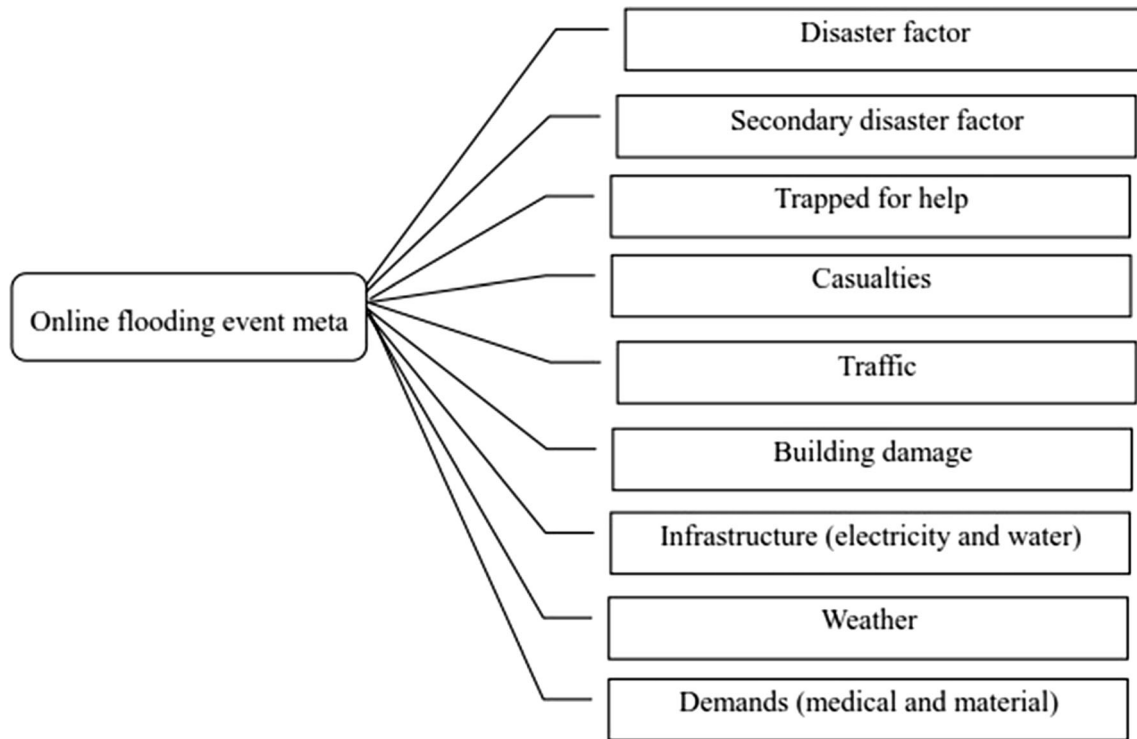 Disaster factor
Secondary disaster factor
Trapped for help
Casualties
Online flooding event meta
Traffic
Building damage
Infrastructure (electricity and water)
Weather
Demands (medical and material)